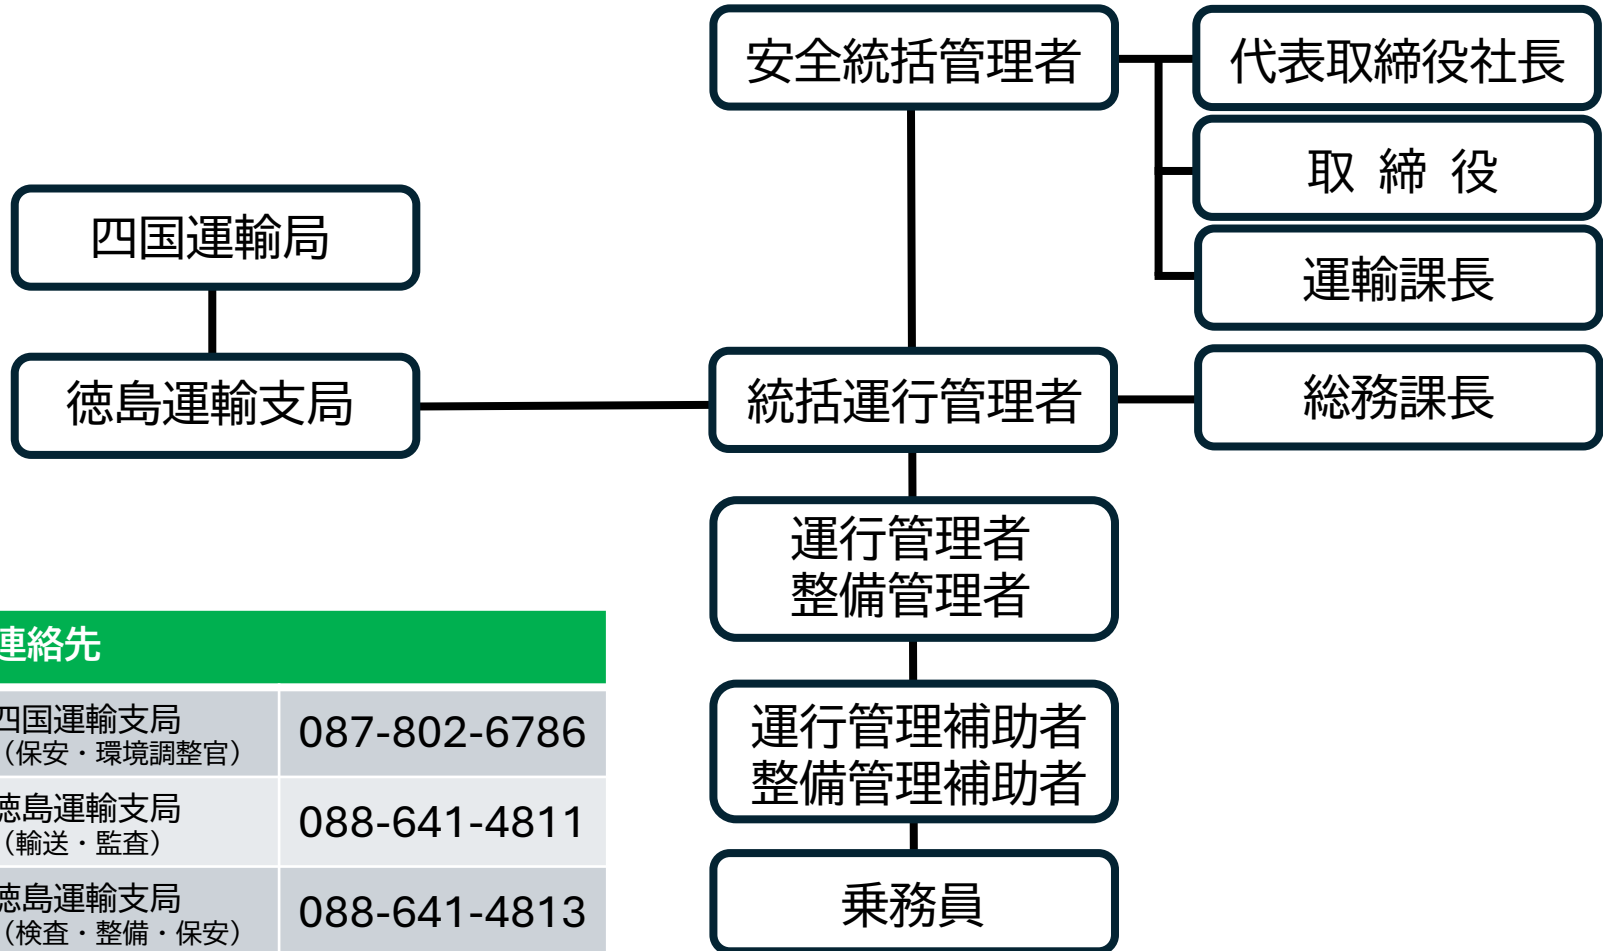 安全統括管理者
代表取締役社長
取 締 役
運輸課長
四国運輸局
徳島運輸支局
統括運行管理者
総務課長
運行管理者
整備管理者
運行管理補助者
整備管理補助者
乗務員
連絡先
四国運輸支局
（保安・環境調整官）
087-802-6786
徳島運輸支局
（輸送・監査）
088-641-4811
徳島運輸支局
（検査・整備・保安）
088-641-4813